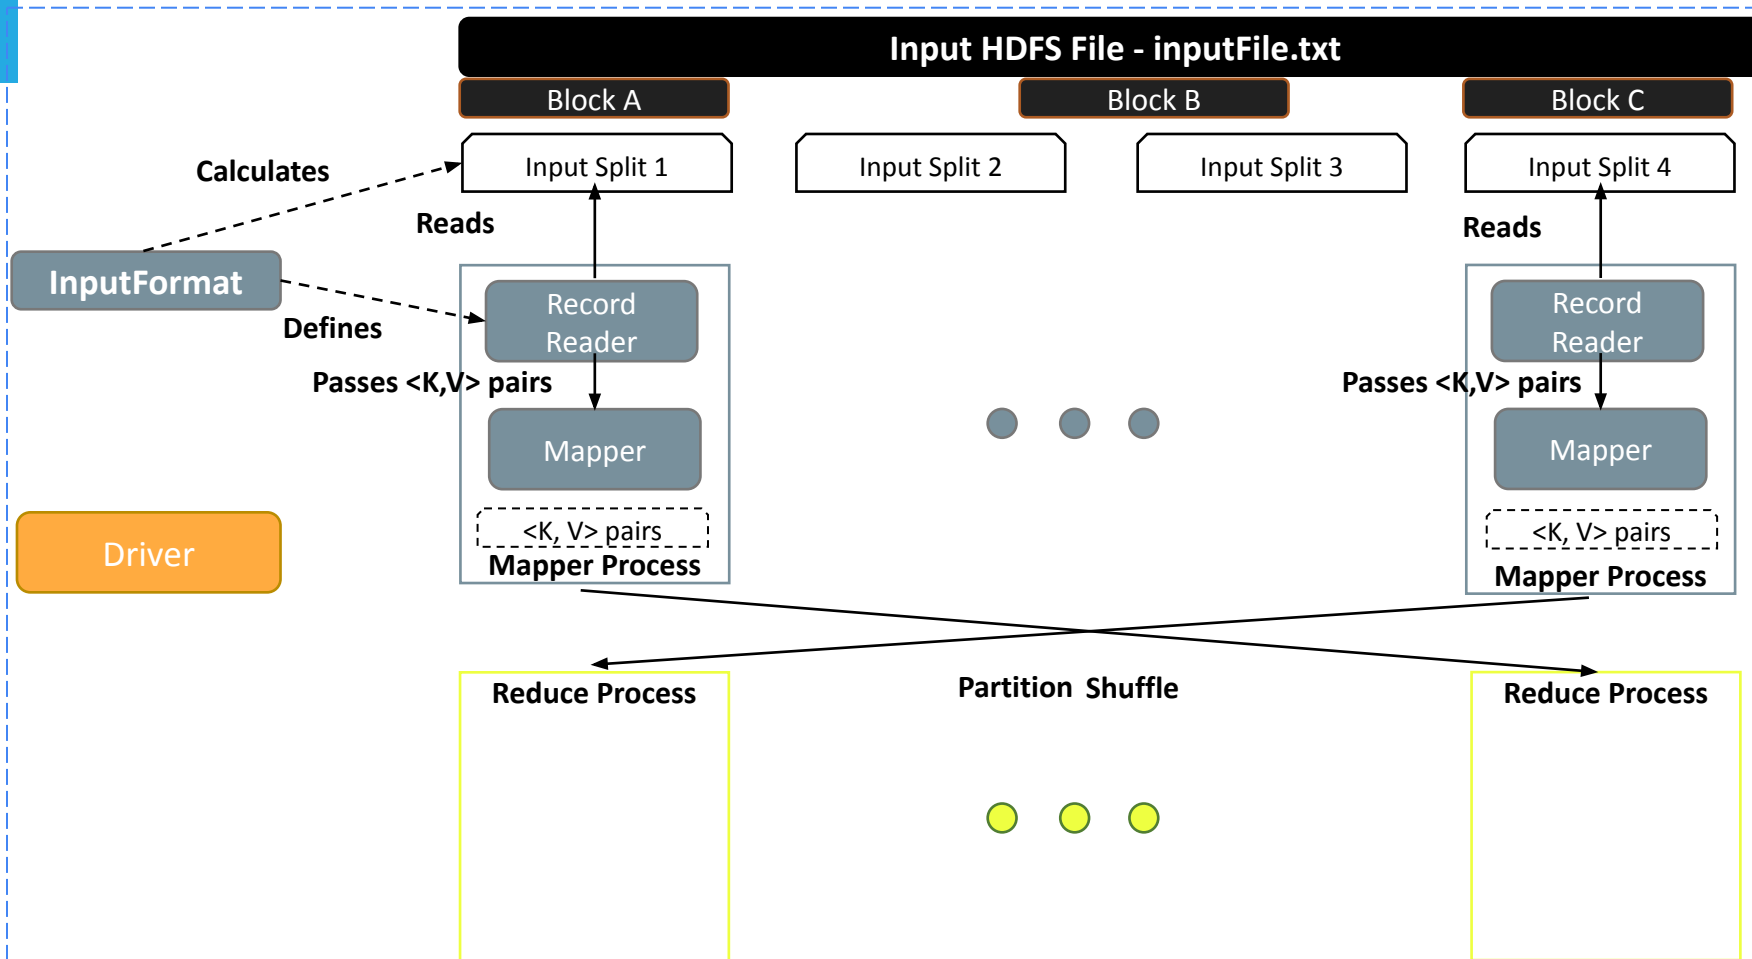 Input HDFS File - inputFile.txt
Block A
Block B
Block C
Input Split 1
Input Split 2
Input Split 3
Input Split 4
Calculates
Reads
Reads
InputFormat
Defines
Record
Reader
Record
Reader
Passes <K,V> pairs
Passes <K,V> pairs
Mapper
Mapper
<K, V> pairs
<K, V> pairs
Driver
Mapper Process
Mapper Process
Reduce Process
Partition Shuffle
Reduce Process